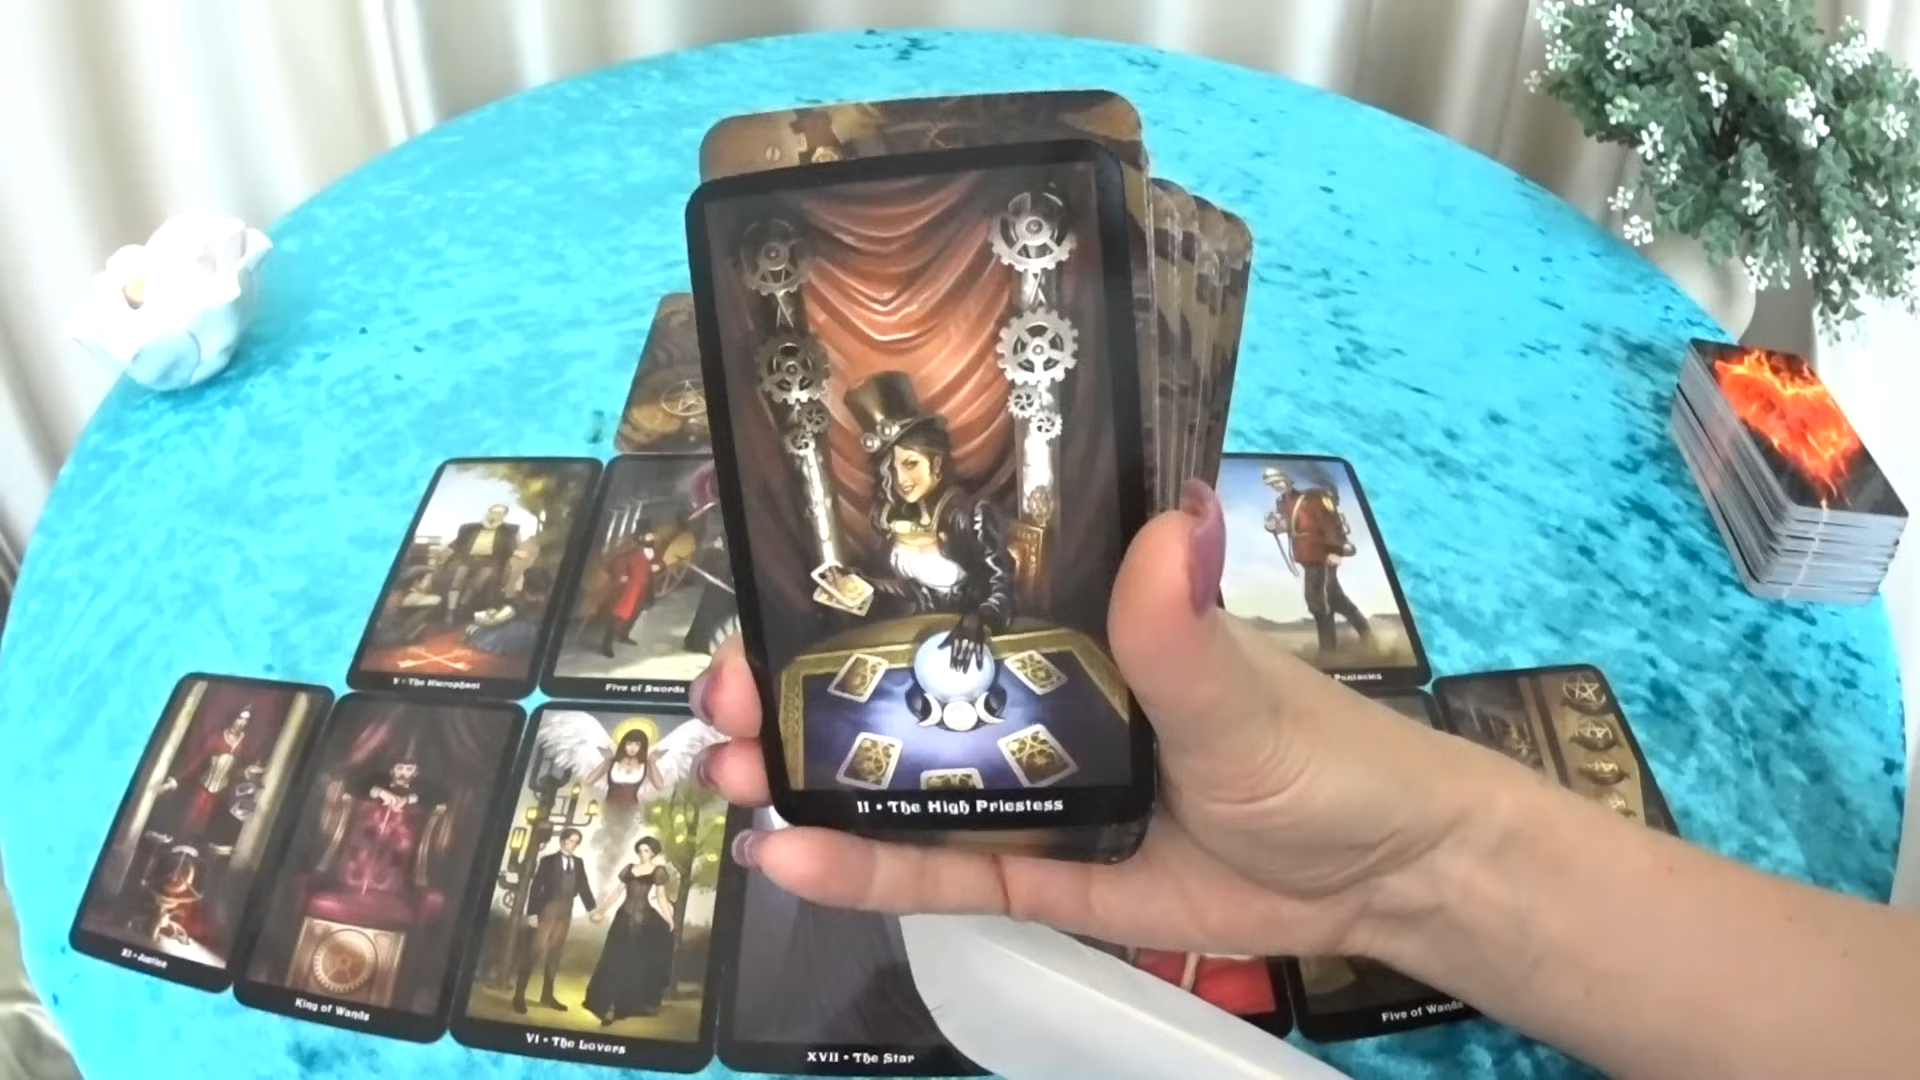 II • The High Priestess
V • The Hierophant
Five of Swords
Pentacles
XI • Justice
King of Wands
VI • The Lovers
XVII • The Star
Five of Wands